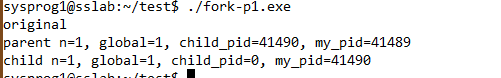 sysprog1@sslab:~/test$ ./fork-p1.exe
original
parent n=1, global=1, child_pid=41490, my_pid=41489
child n=1, global=1, child_pid=0, my_pid=41490
sysprog1@sslab:~/test$